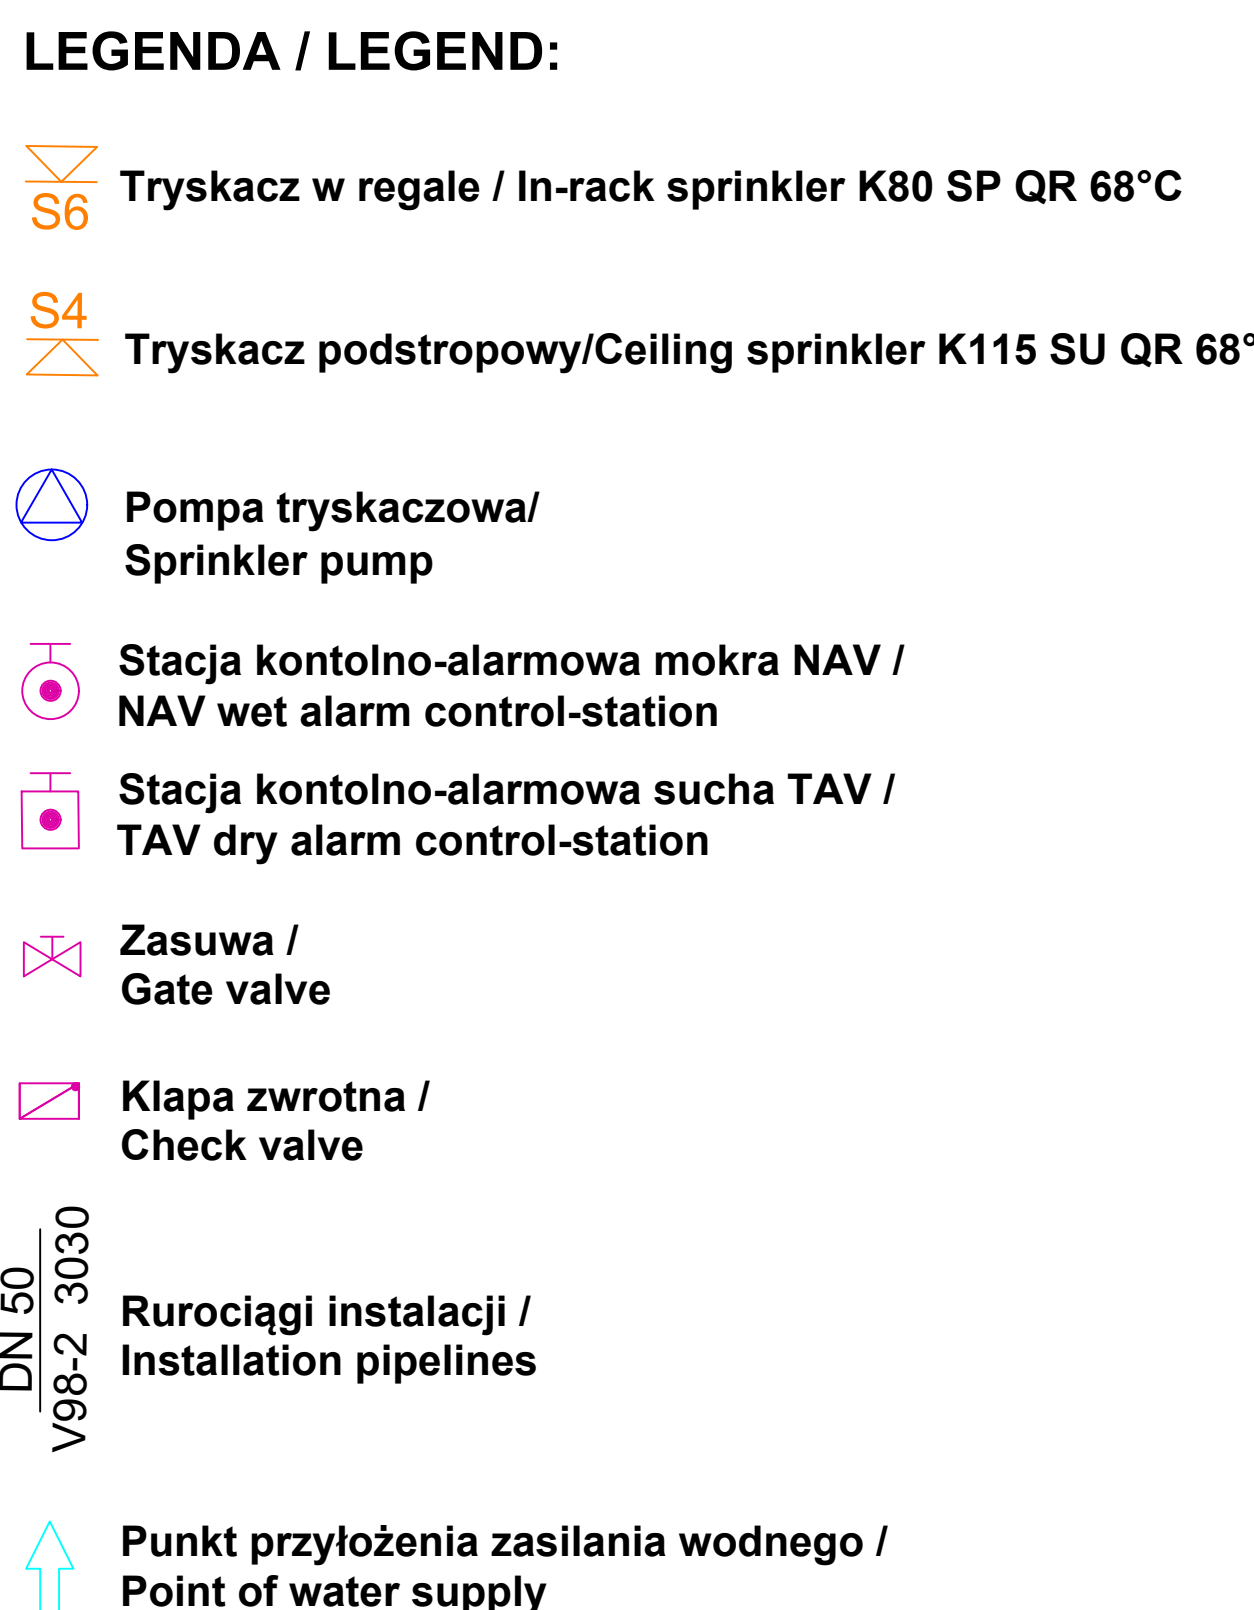 LEGENDA / LEGEND:
S6
Tryskacz w regale / In-rack sprinkler K80 SP QR 68°C
S4
Tryskacz podstropowy/Ceiling sprinkler K115 SU QR 68°
Pompa tryskaczowa/
Sprinkler pump
Stacja kontolno-alarmowa mokra NAV /
NAV wet alarm control-station
Stacja kontolno-alarmowa sucha TAV /
TAV dry alarm control-station
Zasuwa /
Gate valve
Klapa zwrotna /
Check valve
DN 50
V98-2 3030
Rurociągi instalacji /
Installation pipelines
Punkt przyłożenia zasilania wodnego /
Point of water supply